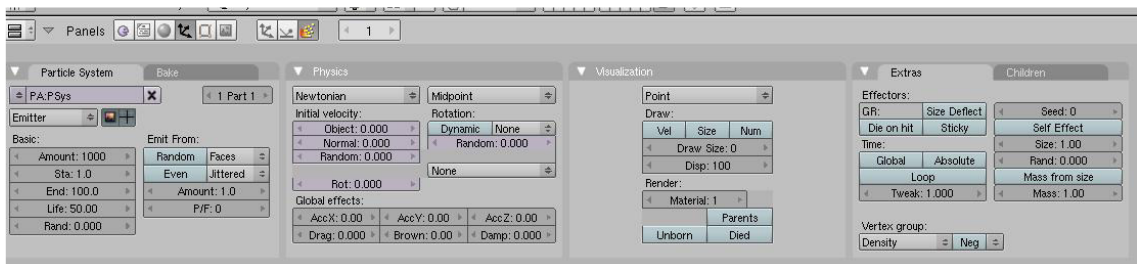 Panels
1
Particle System
Bake
PA:PSys
X
1 Part 1
Emitter
Basic:
Amount: 1000
Sta: 1.0
End: 100.0
Life: 50.00
Rand: 0.000
Emit From:
Random Faces
Even Jittered
Amount: 1.0
P/F: 0
Physics
Newtonian
Midpoint
Initial velocity:
Object: 0.000
Normal: 0.000
Random: 0.000
Rot: 0.000
Rotation:
Dynamic None
Random: 0.000
None
Global effects:
AccX: 0.00 AccY: 0.00 AccZ: 0.00
Drag: 0.000 Brown: 0.00 Damp: 0.000
Visualization
Point
Draw:
Vel Size Num
Draw Size: 0
Disp: 100
Render:
Material: 1
Parents
Unborn Died
Extras
Children
Effectors:
GR: Size Deflect
Die on hit Sticky
Time:
Global Absolute
Loop
Tweak: 1.000
Seed: 0
Self Effect
Size: 1.00
Rand: 0.000
Mass from size
Mass: 1.00
Vertex group:
Density Neg